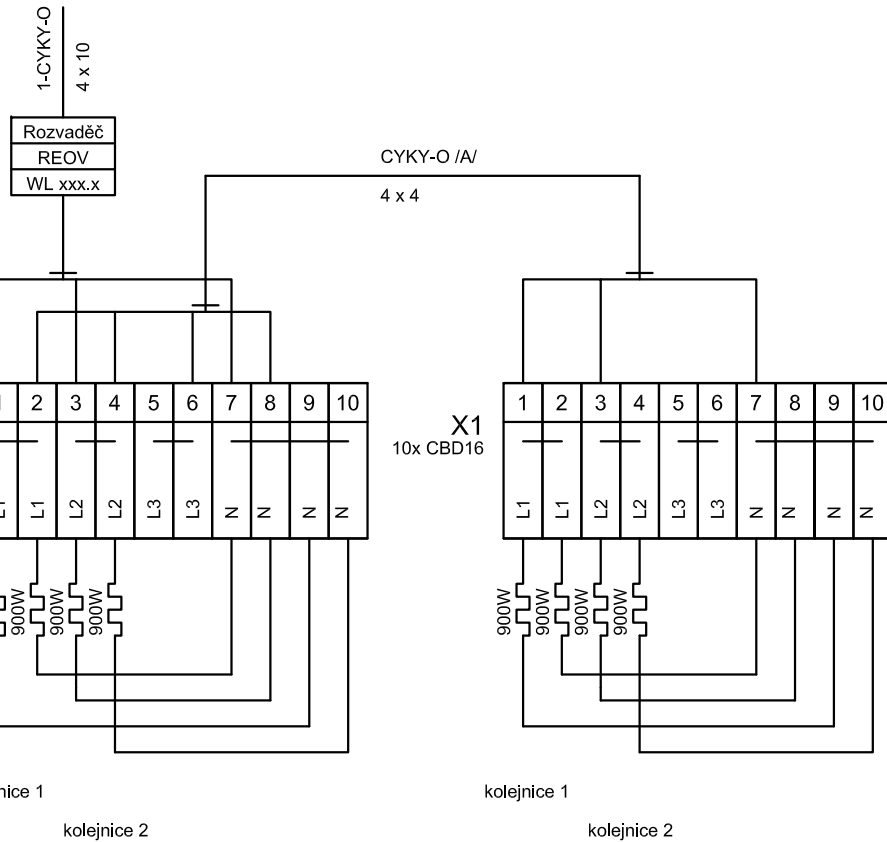 1-CYKY-O
4 x 10
Rozvaděč
REOV
WL xxx.x
CYKY-O /A/
4 x 4
2 3 4 5 6 7 8 9 10
X1
10x CBD16
1 2 3 4 5 6 7 8 9 10
L1 L1 L2 L2 L3 L3 N N N N
L1 L1 L2 L2 L3 L3 N N N N
900W 900W 900W
900W 900W 900W 900W
nice 1
kolejnice 1
kolejnice 2
kolejnice 2